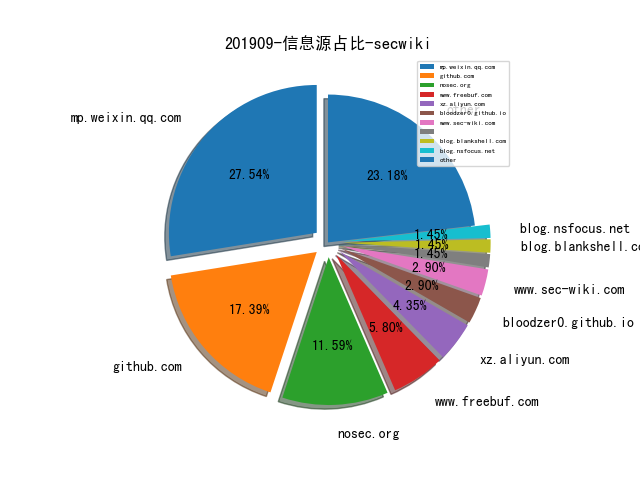 201909-信息源占比-secwiki
mp.weixin.qq.com
github.com
nosec.org
www.freebuf.com
xz.aliyun.com
bloodzer0.github.io
www.sec-wiki.com
blog.blankshell.com
blog.nsfocus.net
other
other
mp.weixin.qq.com
27.54%
23.18%
blog.nsfocus.net
1.45%
blog.blankshell.co
1.45%
1.45%
2.90%
www.sec-wiki.com
2.90%
bloodzer0.github.io
4.35%
17.39%
5.80%
11.59%
xz.aliyun.com
github.com
www.freebuf.com
nosec.org